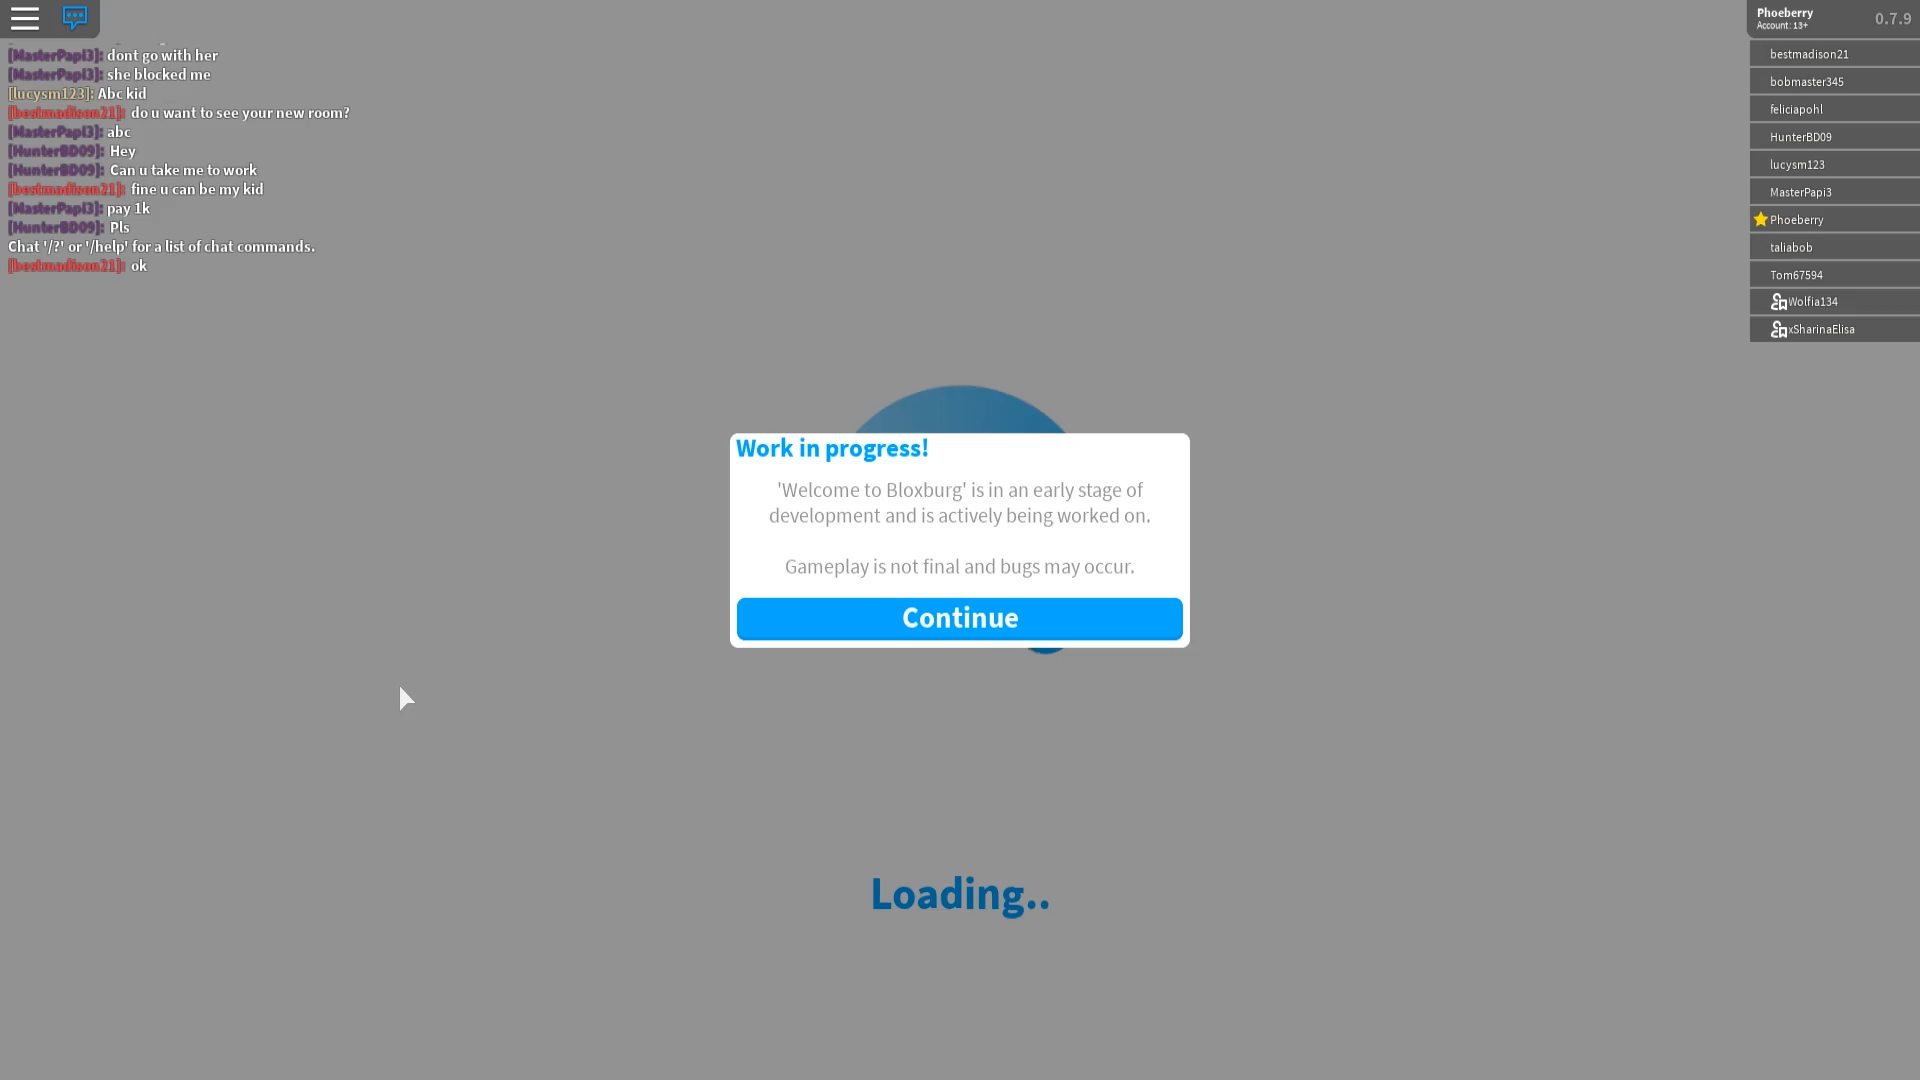 [MasterPapi3]: dont go with her
[MasterPapi3]: she blocked me
[lucysm123]: Abc kid
[bestmadison21]: do u want to see your new room?
[MasterPapi3]: abc
[HunterBD09]: Hey
[HunterBD09]: Can u take me to work
[bestmadison21]: fine u can be my kid
[MasterPapi3]: pay 1k
[HunterBD09]: Pls
Chat '/?' or '/help' for a list of chat commands.
[bestmadison21]: ok
Phoeberry
Account: 13+
0.7.9
bestmadison21
bobmaster345
feliciapohl
HunterBD09
lucysm123
MasterPapi3
Phoeberry
taliabob
Tom67594
Wolfia134
xSharinaElisa
Work in progress!
'Welcome to Bloxburg' is in an early stage of
development and is actively being worked on.
Gameplay is not final and bugs may occur.
Continue
Loading..